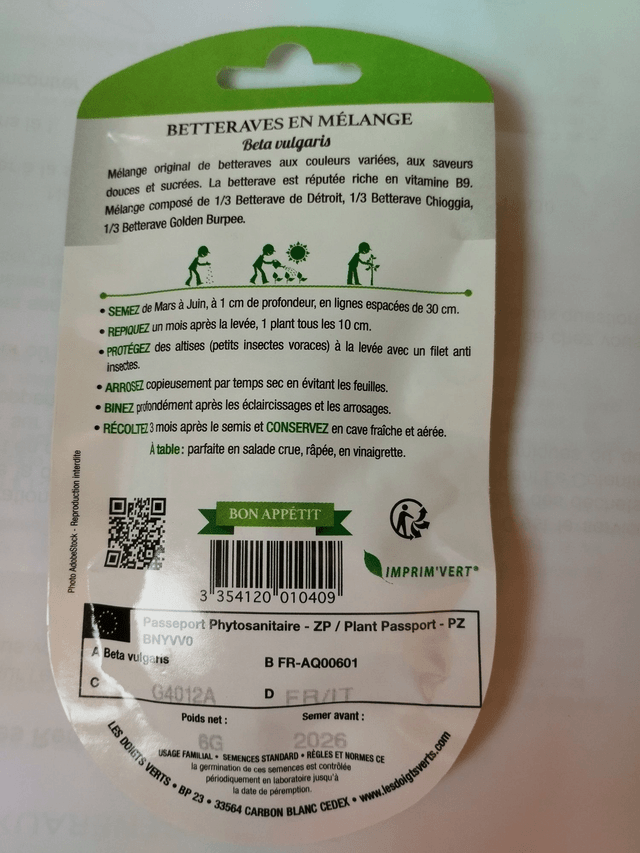 BETTERAVES EN MÉLANGE
Beta vulgaris
Mélange original de betteraves aux couleurs variées, aux saveurs
douces et sucrées. La betterave est réputée riche en vitamine B9.
Mélange composé de 1/3 Betterave de Détroit, 1/3 Betterave Chioggia,
1/3 Betterave Golden Burpee.
• SEMEZ de Mars à Juin, à 1 cm de profondeur, en lignes espacées de 30 cm.
• REPIQUEZ un mois après la levée, 1 plant tous les 10 cm.
• PROTÉGEZ des altises (petits insectes voraces) à la levée avec un filet anti
insectes.
• ARROSEZ copieusement par temps sec en évitant les feuilles.
• BINEZ profondément après les éclaircissages et les arrosages.
• RÉCOLTEZ 3 mois après le semis et CONSERVEZ en cave fraîche et aérée.
À table : parfaite en salade crue, râpée, en vinaigrette.
Photo AdobeStock - Reproduction interdite
BON APPÉTIT
IMPRIM'VERT®
3 354120 010409
Passeport Phytosanitaire - ZP / Plant Passport - PZ
BNYVV0
A Beta vulgaris
B FR-AQ00601
C G4012A
D FR/IT
Poids net :
Semer avant :
6G
2026
USAGE FAMILIAL • SEMENCES STANDARD • RÈGLES ET NORMES CE
la germination de ces semences est contrôlée
périodiquement en laboratoire jusqu'à
la date de péremption.
LES DOIGTS VERTS • BP 23 • 33564 CARBON BLANC CEDEX • www.lesdoigtsverts.com